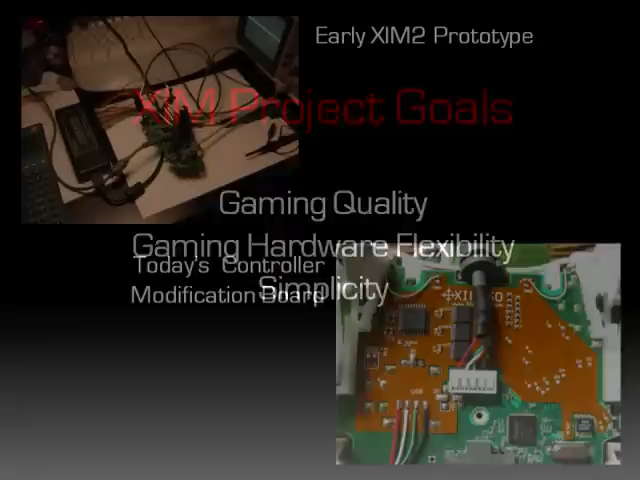 Early XIM2 Prototype
XIM Project Goals
Gaming Quality
Gaming Hardware Flexibility
Today's Controller
Simplicity
Modification Board